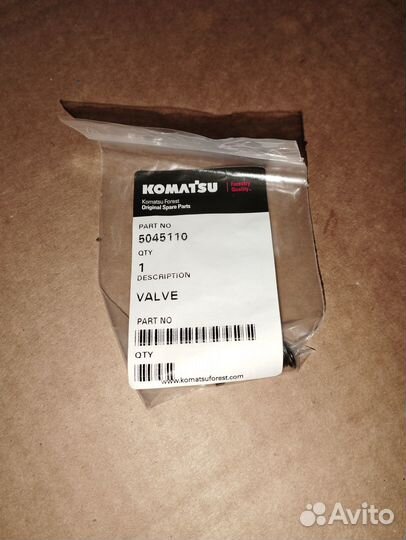 KOMATSU
Forestry
Quality™
Komatsu Forest
Original Spare Parts
PART NO
5045110
QTY
1
DESCRIPTION
VALVE
PART NO
QTY
www.komatsuforest.com
Avito